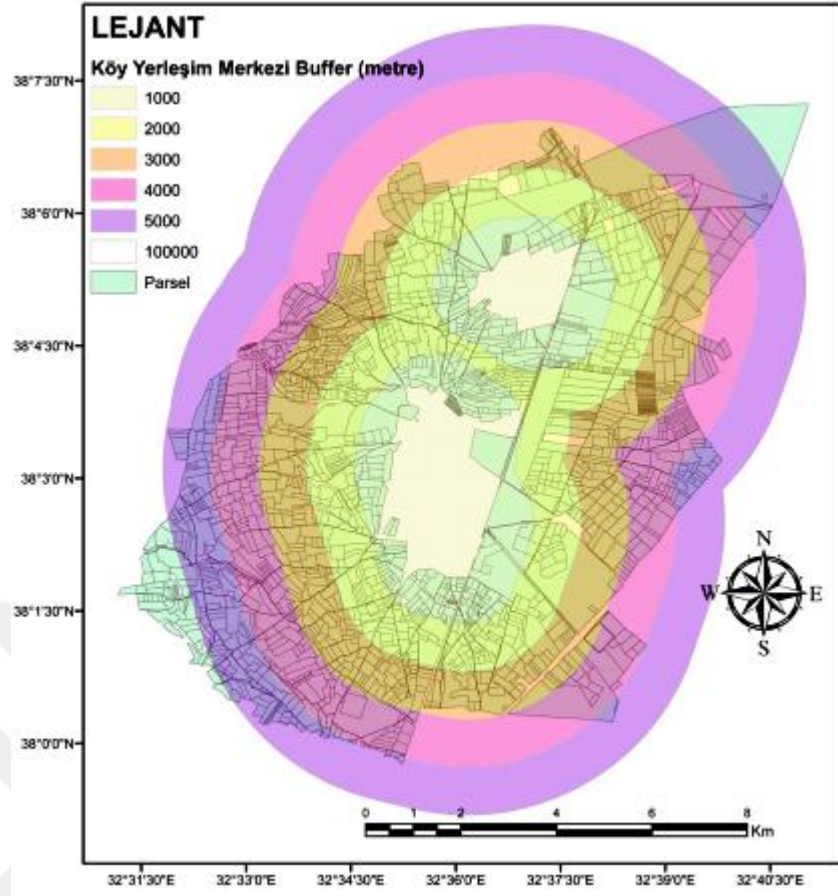 LEJANT
Köy Yerleşim Merkezi Buffer (metre)
1000
2000
3000
4000
5000
100000
Parsel
38°7'30"N
38°6'0"N
38°4'30"N
38°3'0"N
38°1'30"N
38°0'0"N
N
W
E
S
0 1 2 4 6 8
Km
32°31'30"E 32°33'0"E 32°34'30"E 32°36'0"E 32°37'30"E 32°39'0"E 32°40'30"E